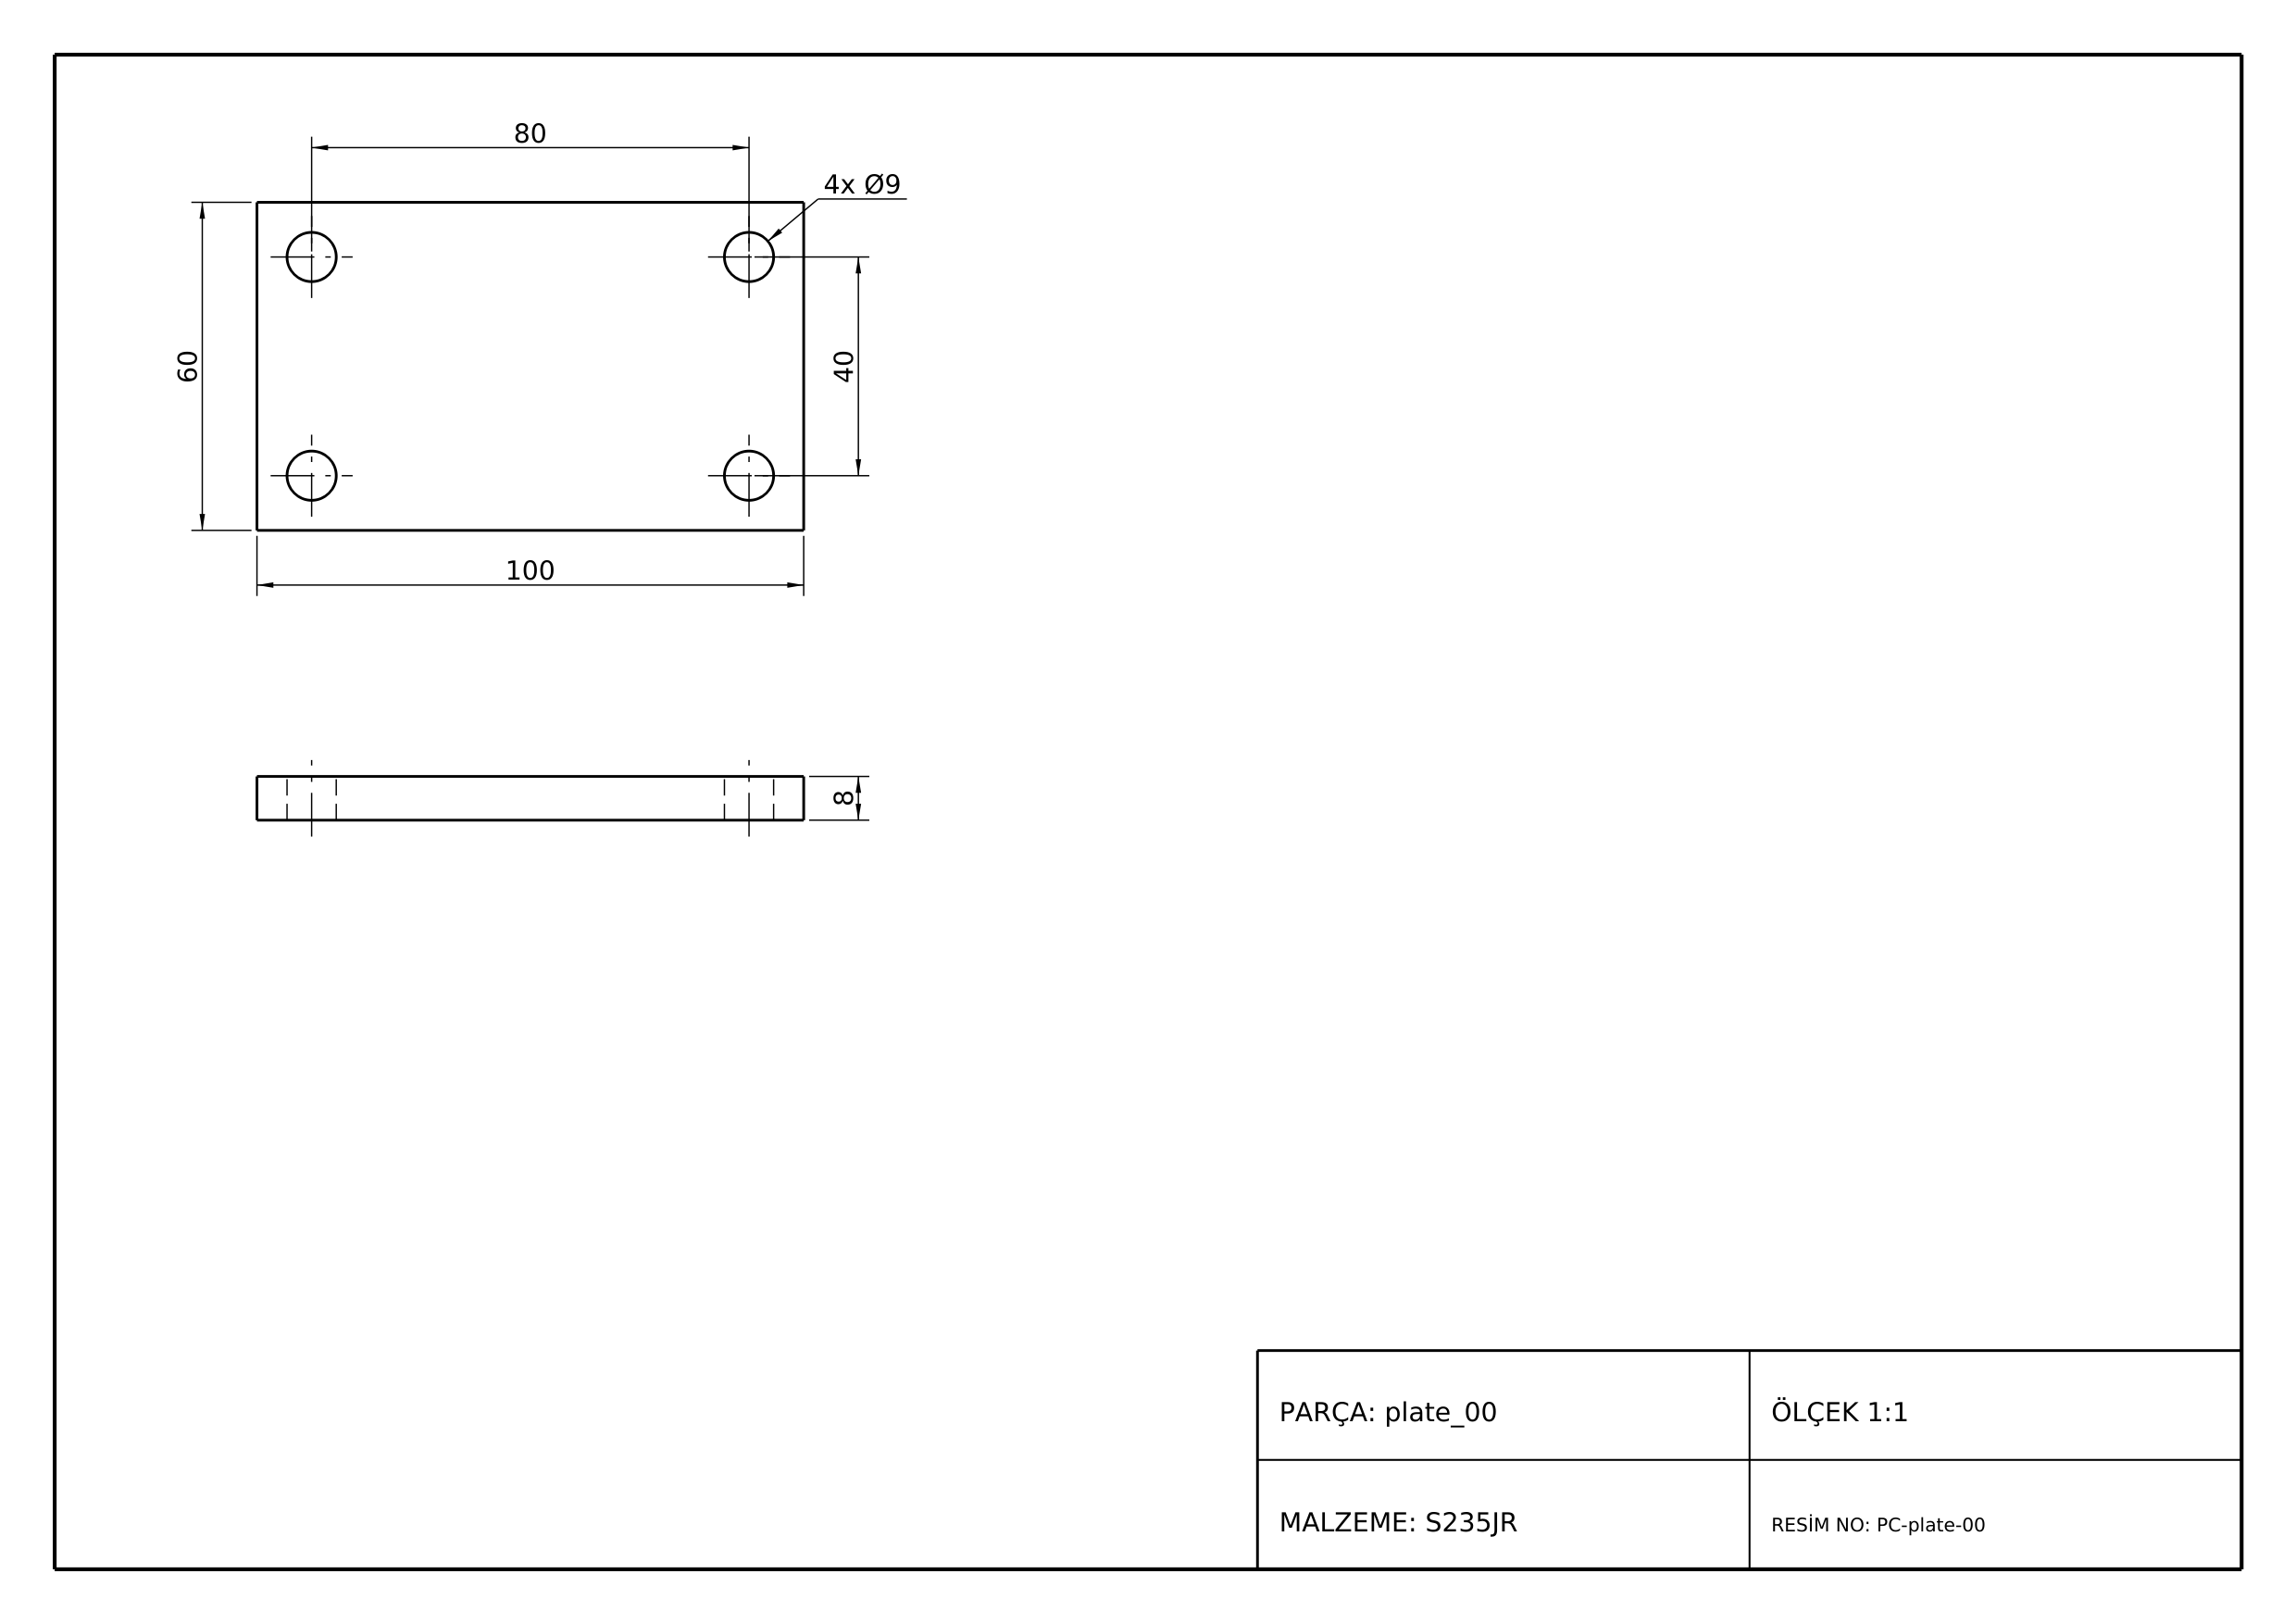 80
4x Ø9
60
40
100
8
PARÇA: plate_00
ÖLÇEK 1:1
MALZEME: S235JR
RESİM NO: PC-plate-00